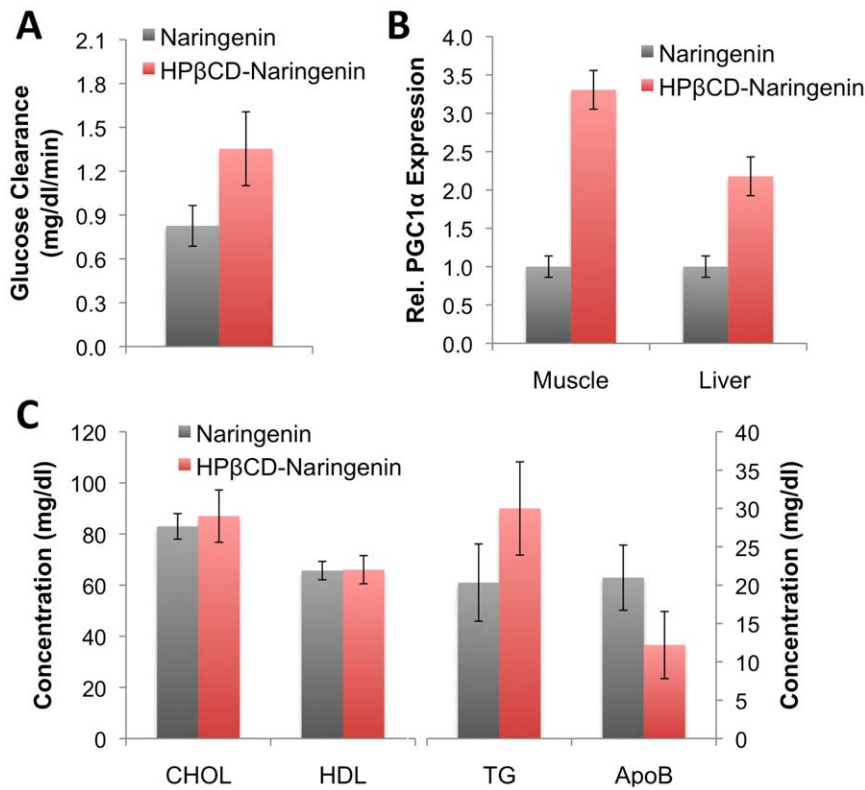 A
Naringenin
HPβCD-Naringenin
Glucose Clearance
(mg/dl/min)
2.1
1.8
1.5
1.2
0.9
0.6
0.3
0.0
B
Naringenin
HPβCD-Naringenin
Rel. PGC1α Expression
4.0
3.5
3.0
2.5
2.0
1.5
1.0
0.5
0.0
Muscle Liver
C
Naringenin
HPβCD-Naringenin
Concentration (mg/dl)
120
100
80
60
40
20
0
40
35
30
25
20
15
10
5
0
Concentration (mg/dl)
CHOL HDL TG ApoB